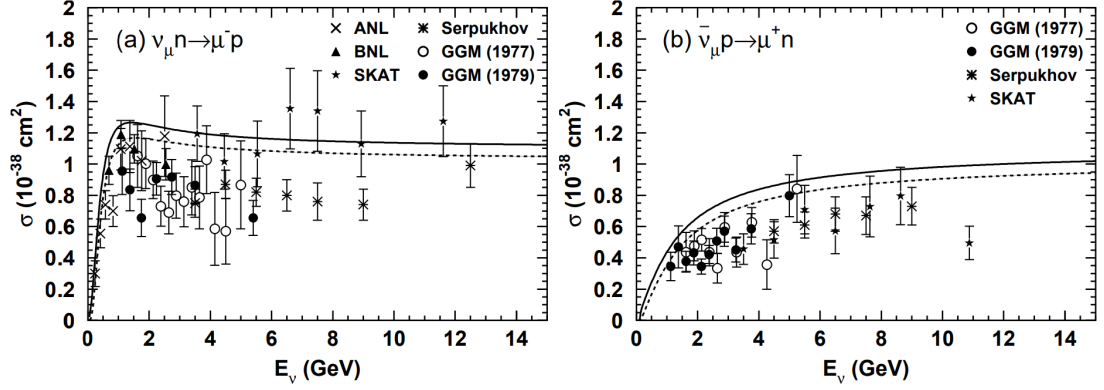 (a) νμn→μ⁻p
ANL
BNL
SKAT
Serpukhov
GGM (1977)
GGM (1979)
σ (10⁻³⁸ cm²)
2
1.8
1.6
1.4
1.2
1
0.8
0.6
0.4
0.2
0
0 2 4 6 8 10 12 14
Eν (GeV)
(b) ν̄μp→μ⁺n
GGM (1977)
GGM (1979)
Serpukhov
SKAT
σ (10⁻³⁸ cm²)
2
1.8
1.6
1.4
1.2
1
0.8
0.6
0.4
0.2
0
0 2 4 6 8 10 12 14
Eν (GeV)